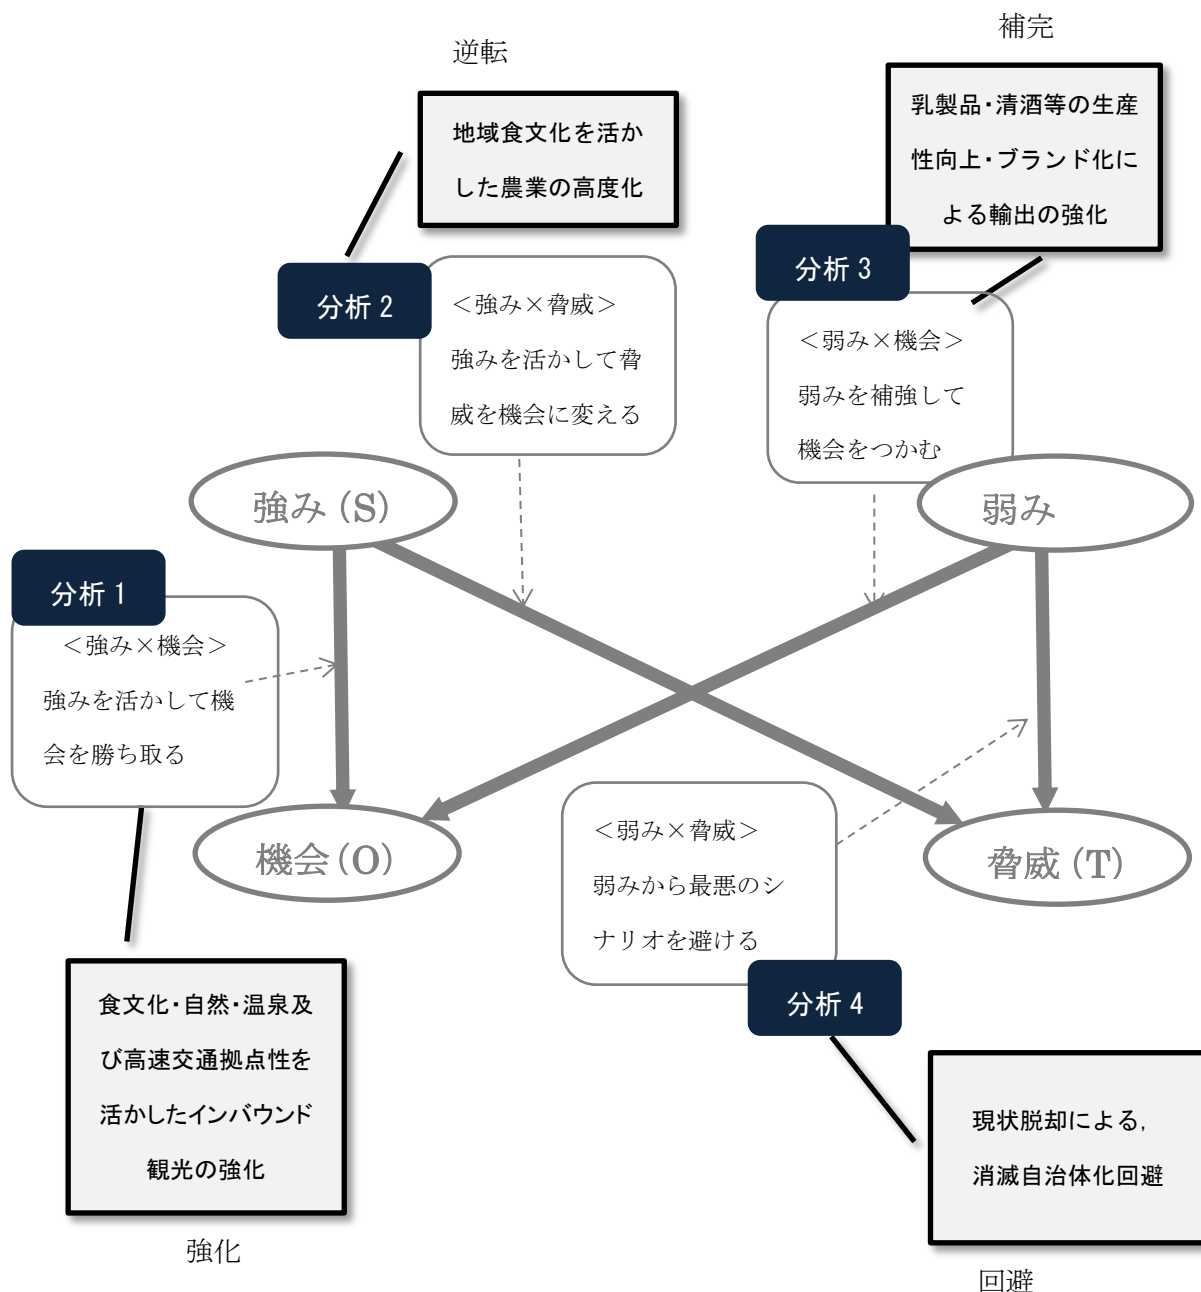 補完
逆転
乳製品・清酒等の生産
性向上・ブランド化に
よる輸出の強化
地域食文化を活か
した農業の高度化
分析 3
分析 2
＜強み×脅威＞
強みを活かして脅
威を機会に変える
＜弱み×機会＞
弱みを補強して
機会をつかむ
強み（S）
弱み
分析 1
＜強み×機会＞
強みを活かして機
会を勝ち取る
機会（O）
＜弱み×脅威＞
弱みから最悪のシ
ナリオを避ける
脅威（T）
分析 4
食文化・自然・温泉及
び高速交通拠点性を
活かしたインバウンド
観光の強化
現状脱却による，
消滅自治体化回避
強化
回避